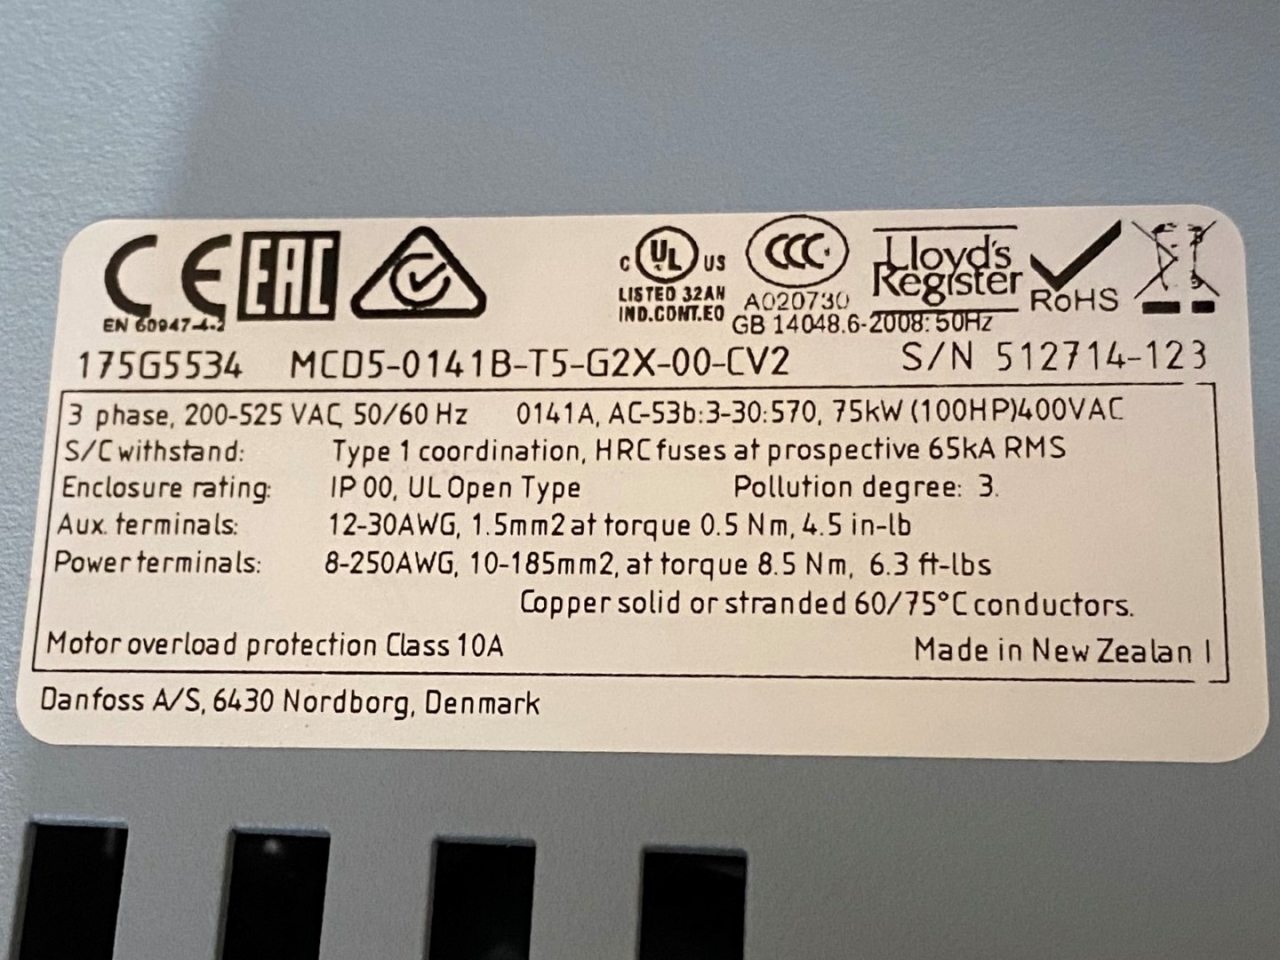 CE EAC
EN 60947-4-2
C UL US
LISTED 32AN
IND.CONT.EQ
CCC
A020730
GB 14048.6-2008: 50Hz
Lloyd's
Register
RoHS
175G5534 MCD5-0141B-T5-G2X-00-CV2 S/N 512714-123
3 phase, 200-525 VAC, 50/60 Hz 0141A, AC-53b:3-30:570, 75kW (100HP)400VAC
S/C withstand: Type 1 coordination, HRC fuses at prospective 65kA RMS
Enclosure rating: IP 00, UL Open Type Pollution degree: 3.
Aux. terminals: 12-30AWG, 1.5mm2 at torque 0.5 Nm, 4.5 in-lb
Power terminals: 8-250AWG, 10-185mm2, at torque 8.5 Nm, 6.3 ft-lbs
Copper solid or stranded 60/75°C conductors.
Motor overload protection Class 10A Made in New Zealand
Danfoss A/S, 6430 Nordborg, Denmark